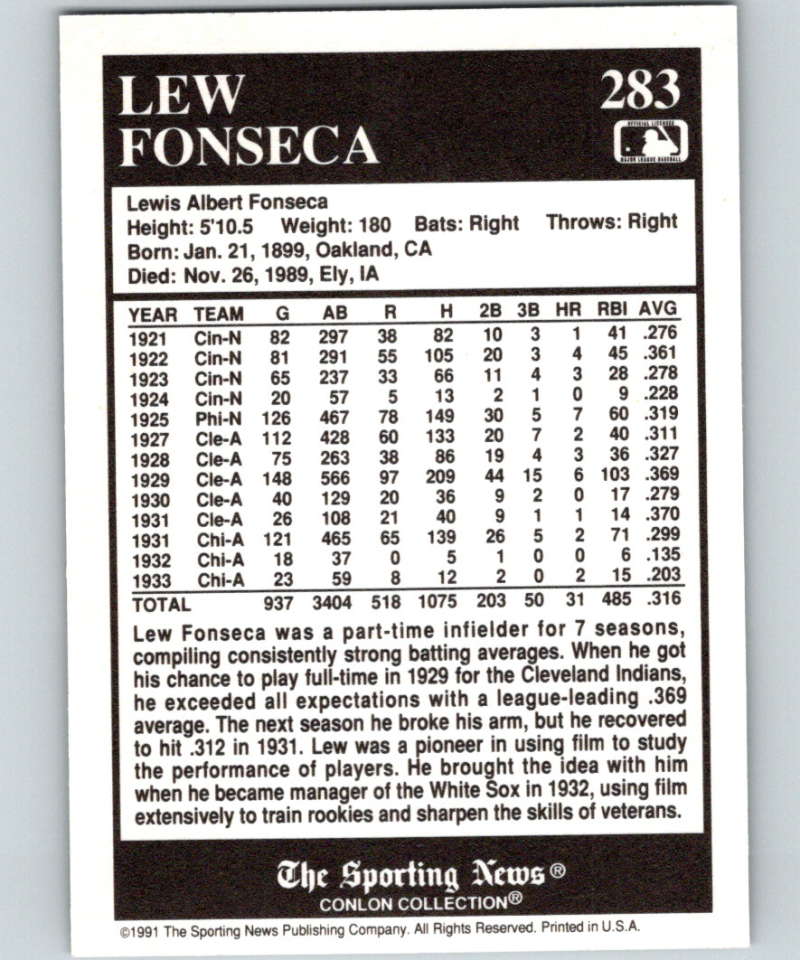 LEW
FONSECA
283
OFFICIAL LICENSEE
MAJOR LEAGUE BASEBALL
Lewis Albert Fonseca
Height: 5'10.5 Weight: 180 Bats: Right Throws: Right
Born: Jan. 21, 1899, Oakland, CA
Died: Nov. 26, 1989, Ely, IA
YEAR TEAM G AB R H 2B 3B HR RBI AVG
1921 Cin-N 82 297 38 82 10 3 1 41 .276
1922 Cin-N 81 291 55 105 20 3 4 45 .361
1923 Cin-N 65 237 33 66 11 4 3 28 .278
1924 Cin-N 20 57 5 13 2 1 0 9 .228
1925 Phi-N 126 467 78 149 30 5 7 60 .319
1927 Cle-A 112 428 60 133 20 7 2 40 .311
1928 Cle-A 75 263 38 86 19 4 3 36 .327
1929 Cle-A 148 566 97 209 44 15 6 103 .369
1930 Cle-A 40 129 20 36 9 2 0 17 .279
1931 Cle-A 26 108 21 40 9 1 1 14 .370
1931 Chi-A 121 465 65 139 26 5 2 71 .299
1932 Chi-A 18 37 0 5 1 0 0 6 .135
1933 Chi-A 23 59 8 12 2 0 2 15 .203
TOTAL 937 3404 518 1075 203 50 31 485 .316
Lew Fonseca was a part-time infielder for 7 seasons,
compiling consistently strong batting averages. When he got
his chance to play full-time in 1929 for the Cleveland Indians,
he exceeded all expectations with a league-leading .369
average. The next season he broke his arm, but he recovered
to hit .312 in 1931. Lew was a pioneer in using film to study
the performance of players. He brought the idea with him
when he became manager of the White Sox in 1932, using film
extensively to train rookies and sharpen the skills of veterans.
The Sporting News®
CONLON COLLECTION®
©1991 The Sporting News Publishing Company. All Rights Reserved. Printed in U.S.A.